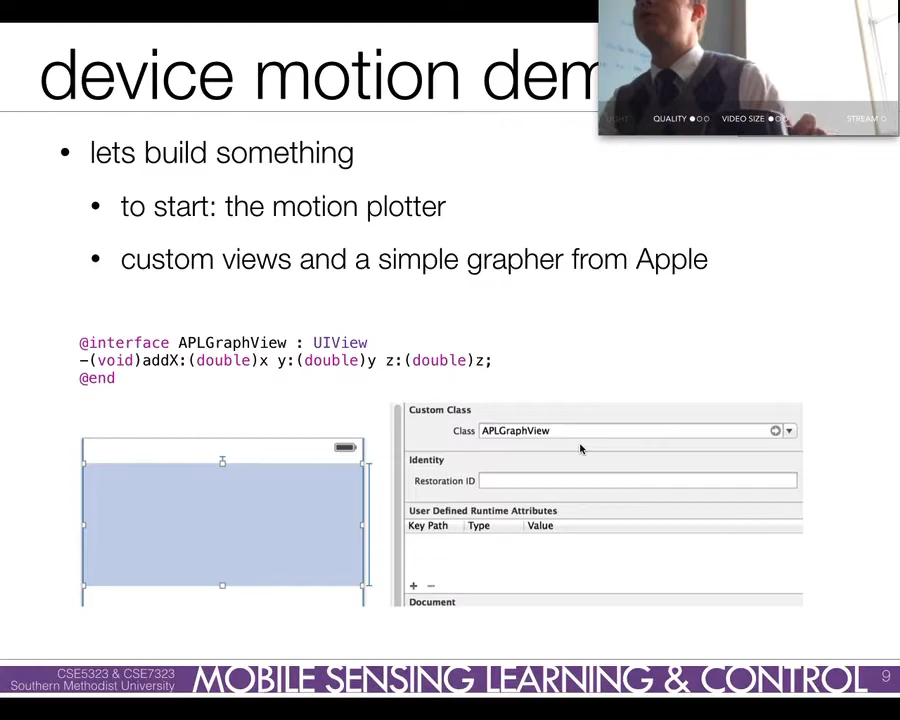 device motion dem
QUALITY
VIDEO SIZE
STREAM
• lets build something
• to start: the motion plotter
• custom views and a simple grapher from Apple
@interface APLGraphView : UIView
-(void)addX:(double)x y:(double)y z:(double)z;
@end
Custom Class
Class APLGraphView
Identity
Restoration ID
User Defined Runtime Attributes
Key Path Type Value
+ −
Document
CSE5323 & CSE7323
Southern Methodist University
MOBILE SENSING LEARNING & CONTROL
9